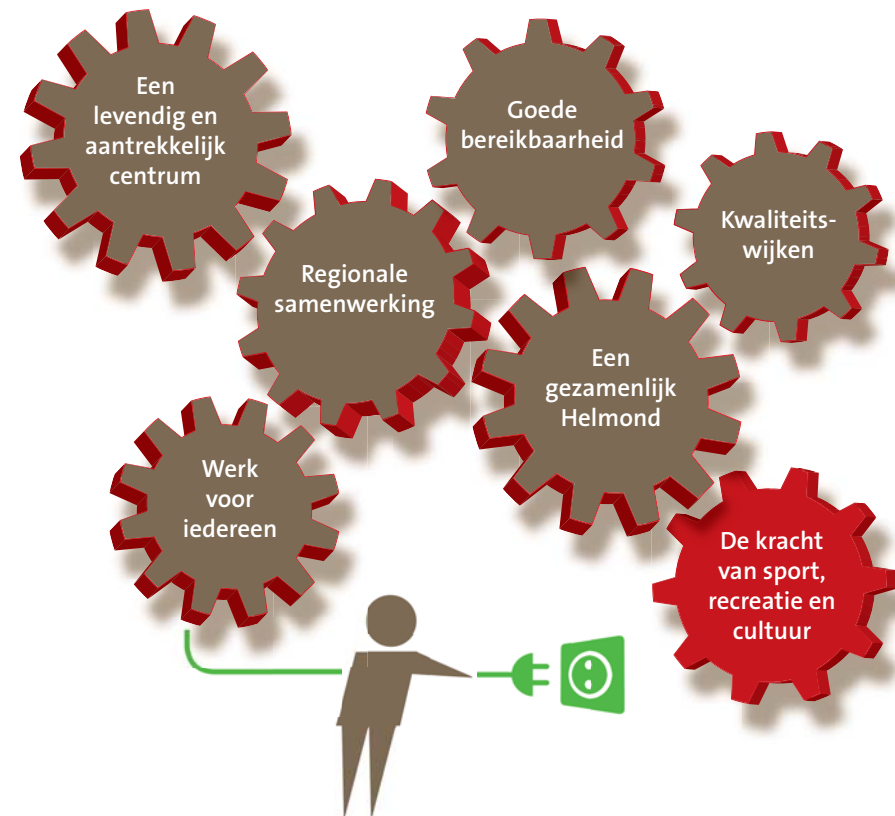 Een
levendig en
aantrekkelijk
centrum
Goede
bereikbaarheid
Kwaliteits-
wijken
Regionale
samenwerking
Een
gezamenlijk
Helmond
Werk
voor
iedereen
De kracht
van sport,
recreatie en
cultuur